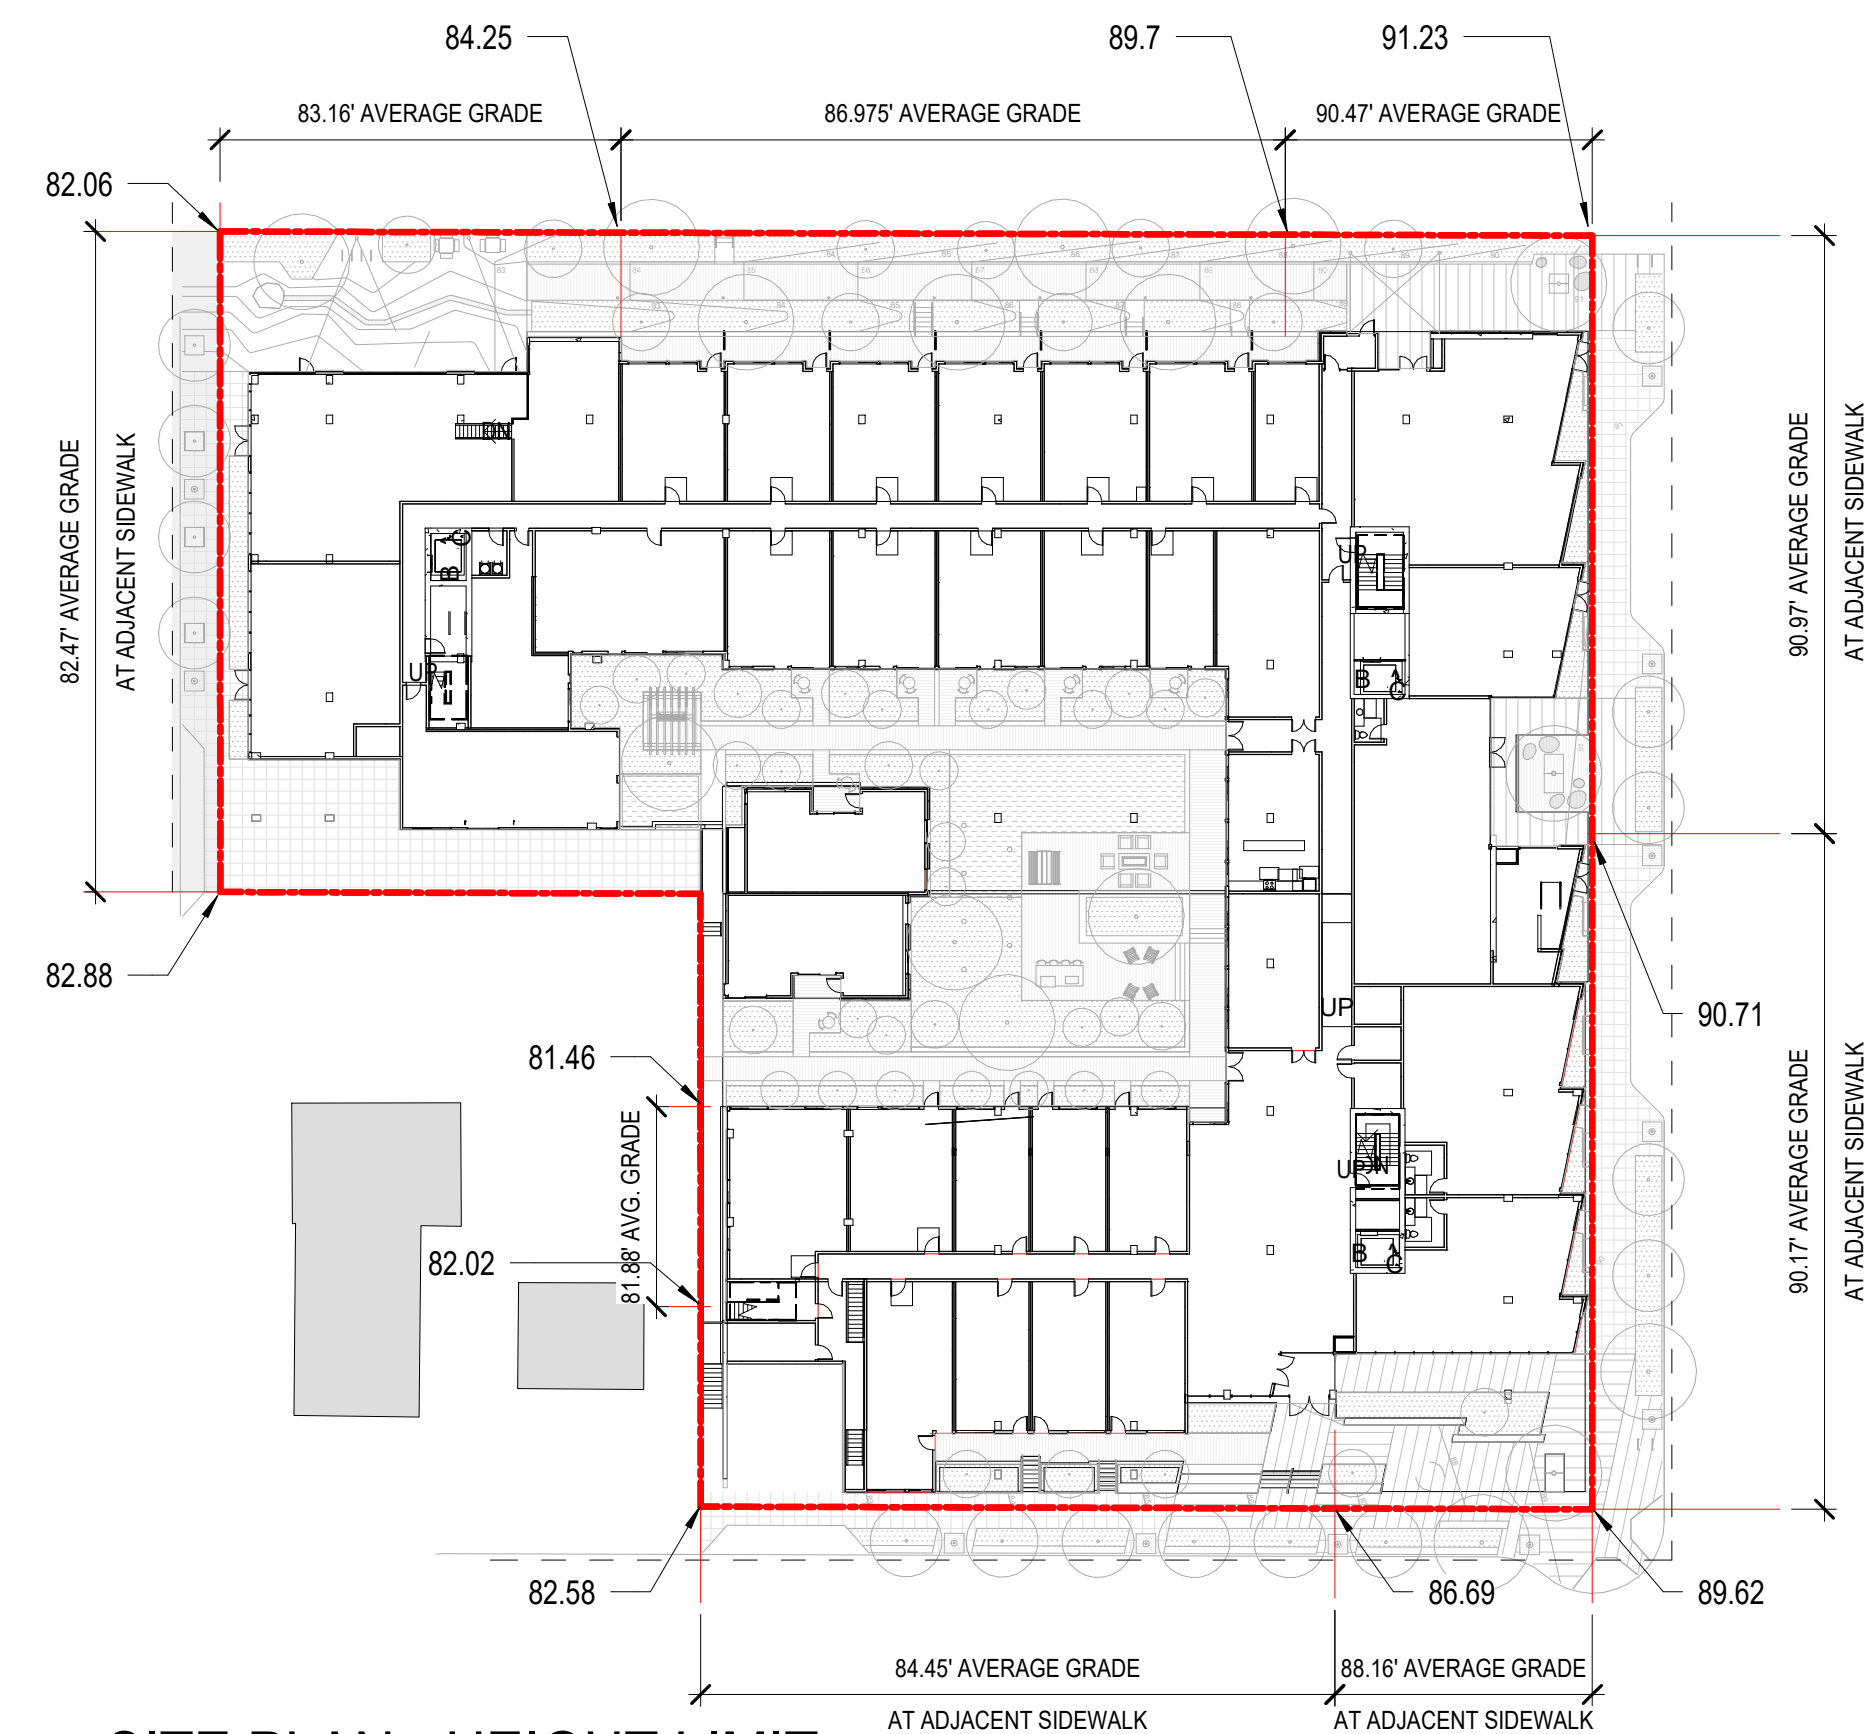 84.25
89.7
91.23
83.16' AVERAGE GRADE
86.975' AVERAGE GRADE
90.47' AVERAGE GRADE
82.06
82.47' AVERAGE GRADE
AT ADJACENT SIDEWALK
90.97' AVERAGE GRADE
AT ADJACENT SIDEWALK
UP
B
UP
B
C
82.88
90.71
UP
81.46
81.88' AVG. GRADE
90.17' AVERAGE GRADE
AT ADJACENT SIDEWALK
UP
82.02
B
C
82.58
86.69
89.62
84.45' AVERAGE GRADE
88.16' AVERAGE GRADE
AT ADJACENT SIDEWALK
AT ADJACENT SIDEWALK
SITE PLAN - HEIGHT LIMIT